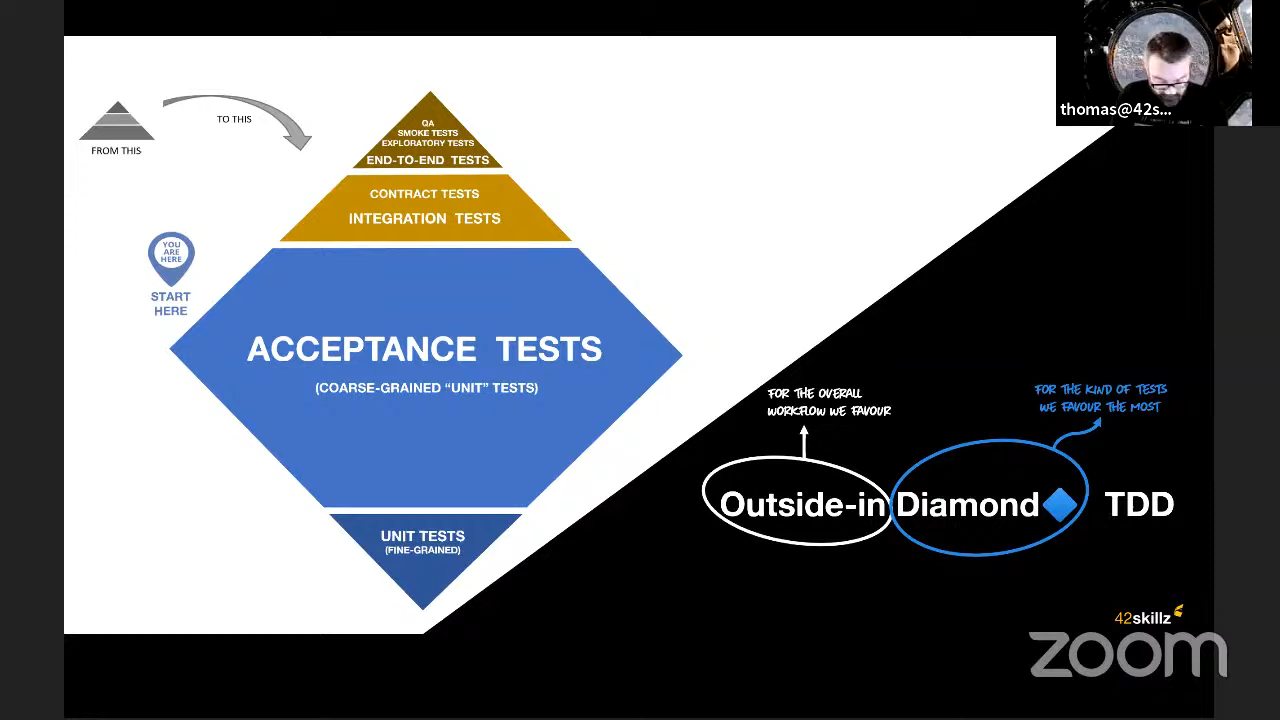 thomas@42s...
FROM THIS
TO THIS
QA
SMOKE TESTS
EXPLORATORY TESTS
END-TO-END TESTS
CONTRACT TESTS
INTEGRATION TESTS
YOU
ARE
HERE
START
HERE
ACCEPTANCE TESTS
(COARSE-GRAINED “UNIT” TESTS)
UNIT TESTS
(FINE-GRAINED)
FOR THE OVERALL
WORKFLOW WE FAVOUR
FOR THE KIND OF TESTS
WE FAVOUR THE MOST
Outside-in Diamond TDD
42skillz
zoom